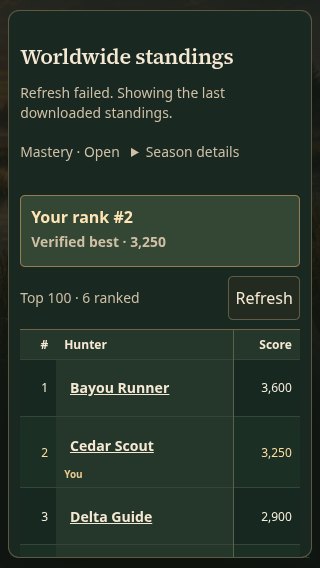 Worldwide standings
Refresh failed. Showing the last
downloaded standings.
Mastery · Open ▶ Season details
Your rank #2
Verified best · 3,250
Top 100 · 6 ranked
Refresh
# Hunter Score
1 Bayou Runner 3,600
2 Cedar Scout 3,250
You
3 Delta Guide 2,900